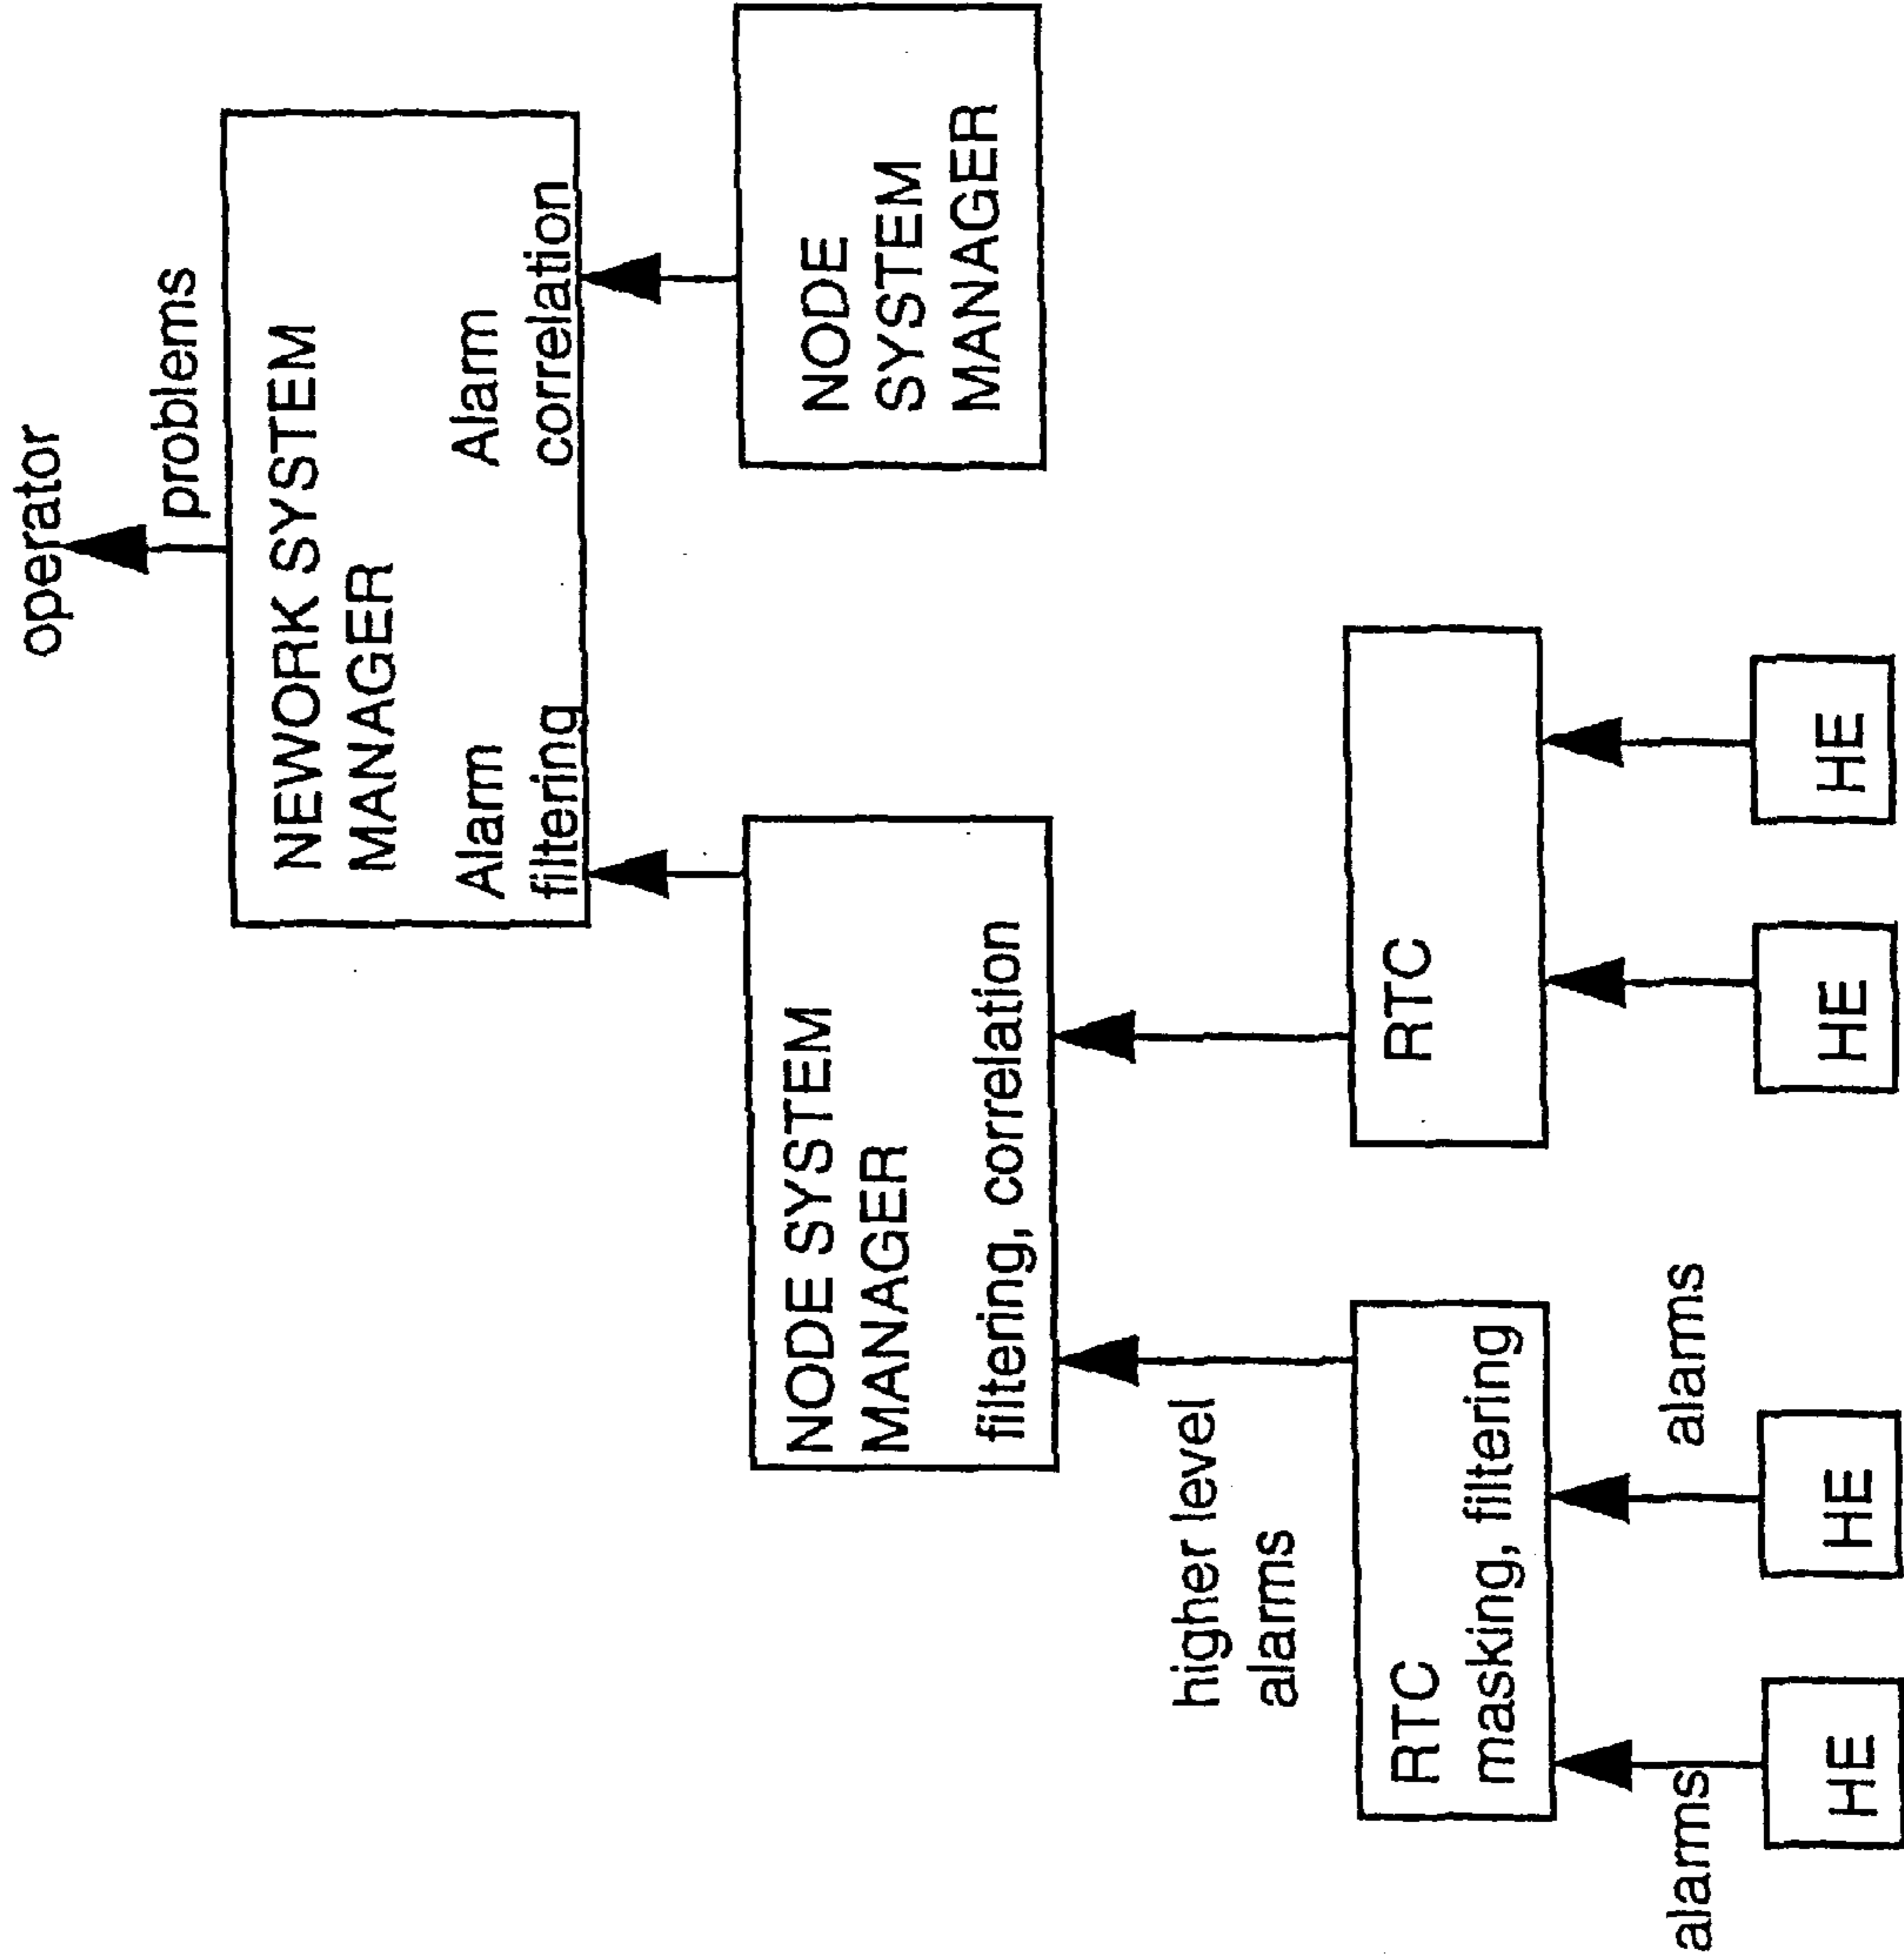 operator
problems
NEWORK SYSTEM
MANAGER
Alarm
filtering
Alarm
correlation
NODE SYSTEM
MANAGER
filtering, correlation
NODE
SYSTEM
MANAGER
higher level
alarms
RTC
masking, filtering
RTC
alarms
alarms
HE
HE
HE
HE